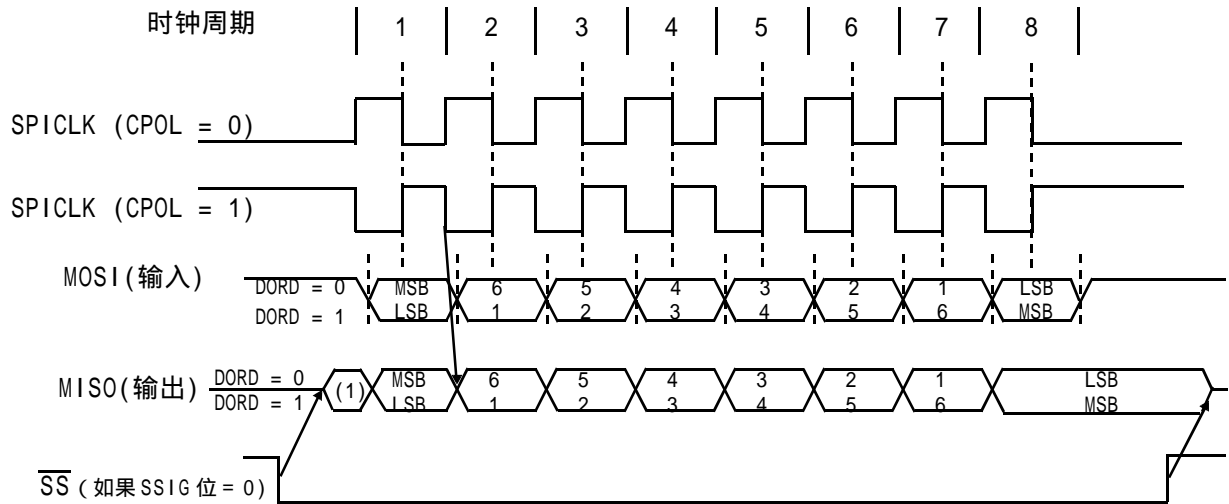 时钟周期 1 2 3 4 5 6 7 8
SPICLK (CPOL = 0)
SPICLK (CPOL = 1)
MOSI(输入) DORD = 0 MSB 6 5 4 3 2 1 LSB
DORD = 1 LSB 1 2 3 4 5 6 MSB
MISO(输出) DORD = 0 (1) MSB 6 5 4 3 2 1 LSB
DORD = 1 LSB 1 2 3 4 5 6 MSB
SS (如果SSIG位=0)